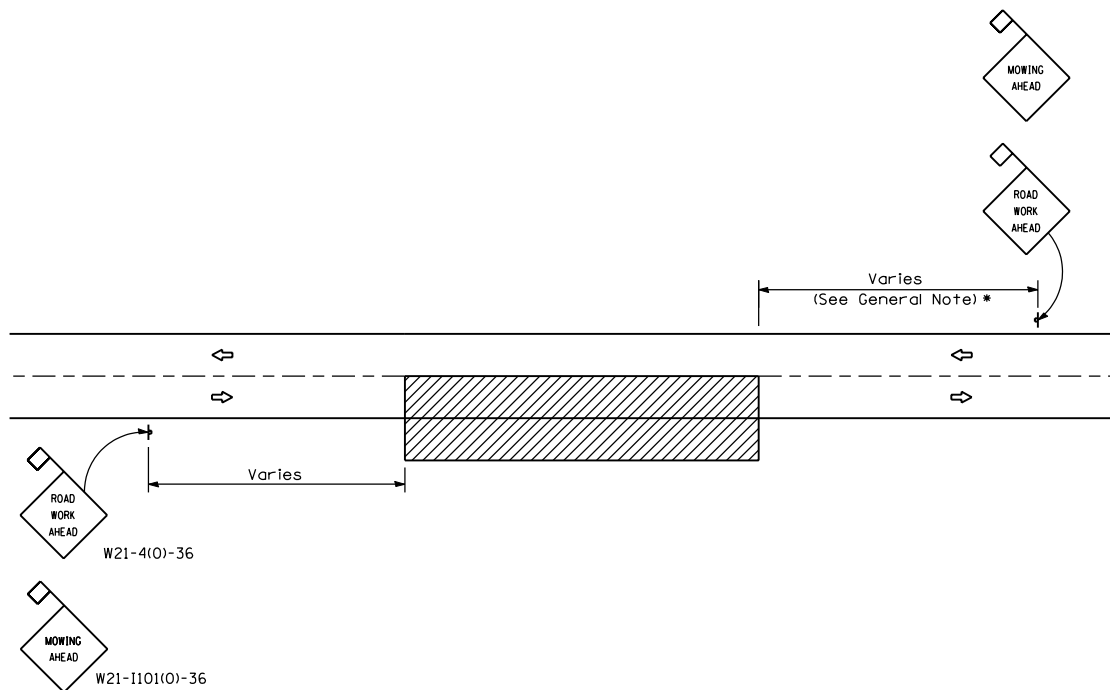 MOWING
AHEAD
ROAD
WORK
AHEAD
Varies
(See General Note) *
Varies
ROAD
WORK
AHEAD
W21-4(O)-36
MOWING
AHEAD
W21-I101(O)-36